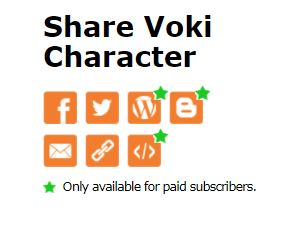 Share Voki
Character
Only available for paid subscribers.